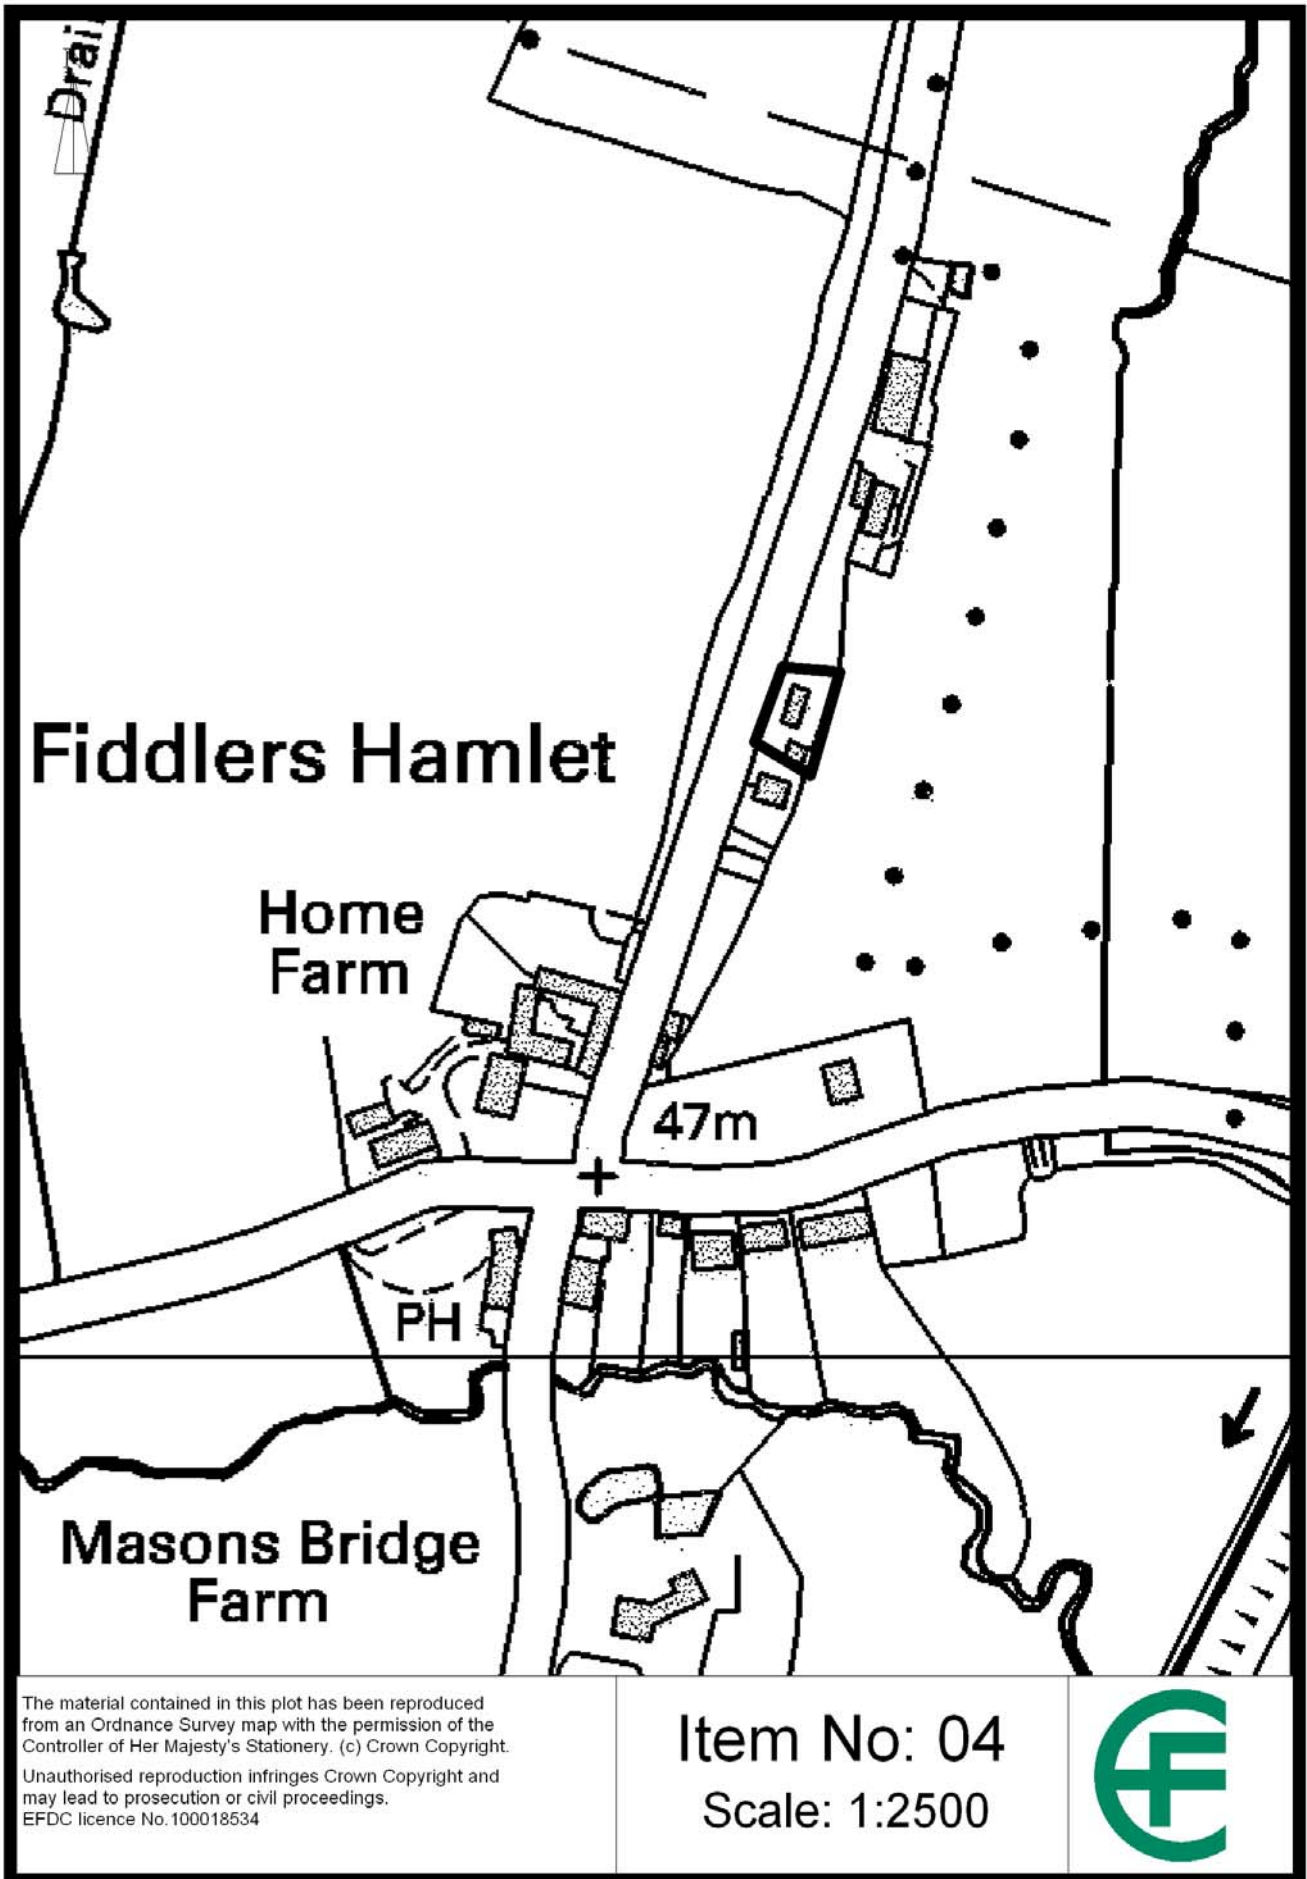 Drai
Fiddlers Hamlet
Home
Farm
47m
PH
Masons Bridge
Farm
The material contained in this plot has been reproduced
from an Ordnance Survey map with the permission of the
Controller of Her Majesty's Stationery. (c) Crown Copyright.
Unauthorised reproduction infringes Crown Copyright and
may lead to prosecution or civil proceedings.
EFDC licence No.100018534
Item No: 04
Scale: 1:2500